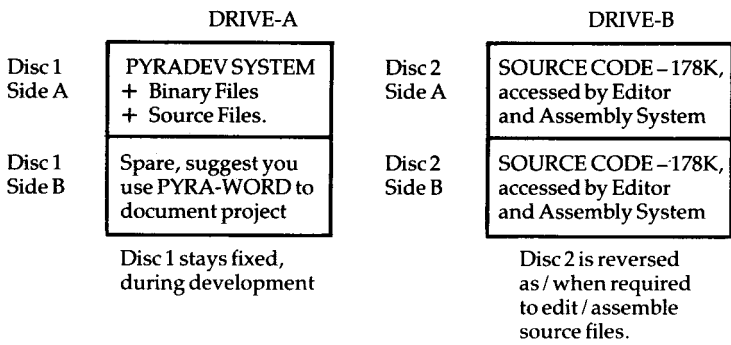 DRIVE-A
Disc 1
Side A
PYRADEV SYSTEM
+ Binary Files
+ Source Files.
Disc 1
Side B
Spare, suggest you
use PYRA-WORD to
document project
Disc 1 stays fixed,
during development
DRIVE-B
Disc 2
Side A
SOURCE CODE – 178K,
accessed by Editor
and Assembly System
Disc 2
Side B
SOURCE CODE – 178K,
accessed by Editor
and Assembly System
Disc 2 is reversed
as / when required
to edit / assemble
source files.